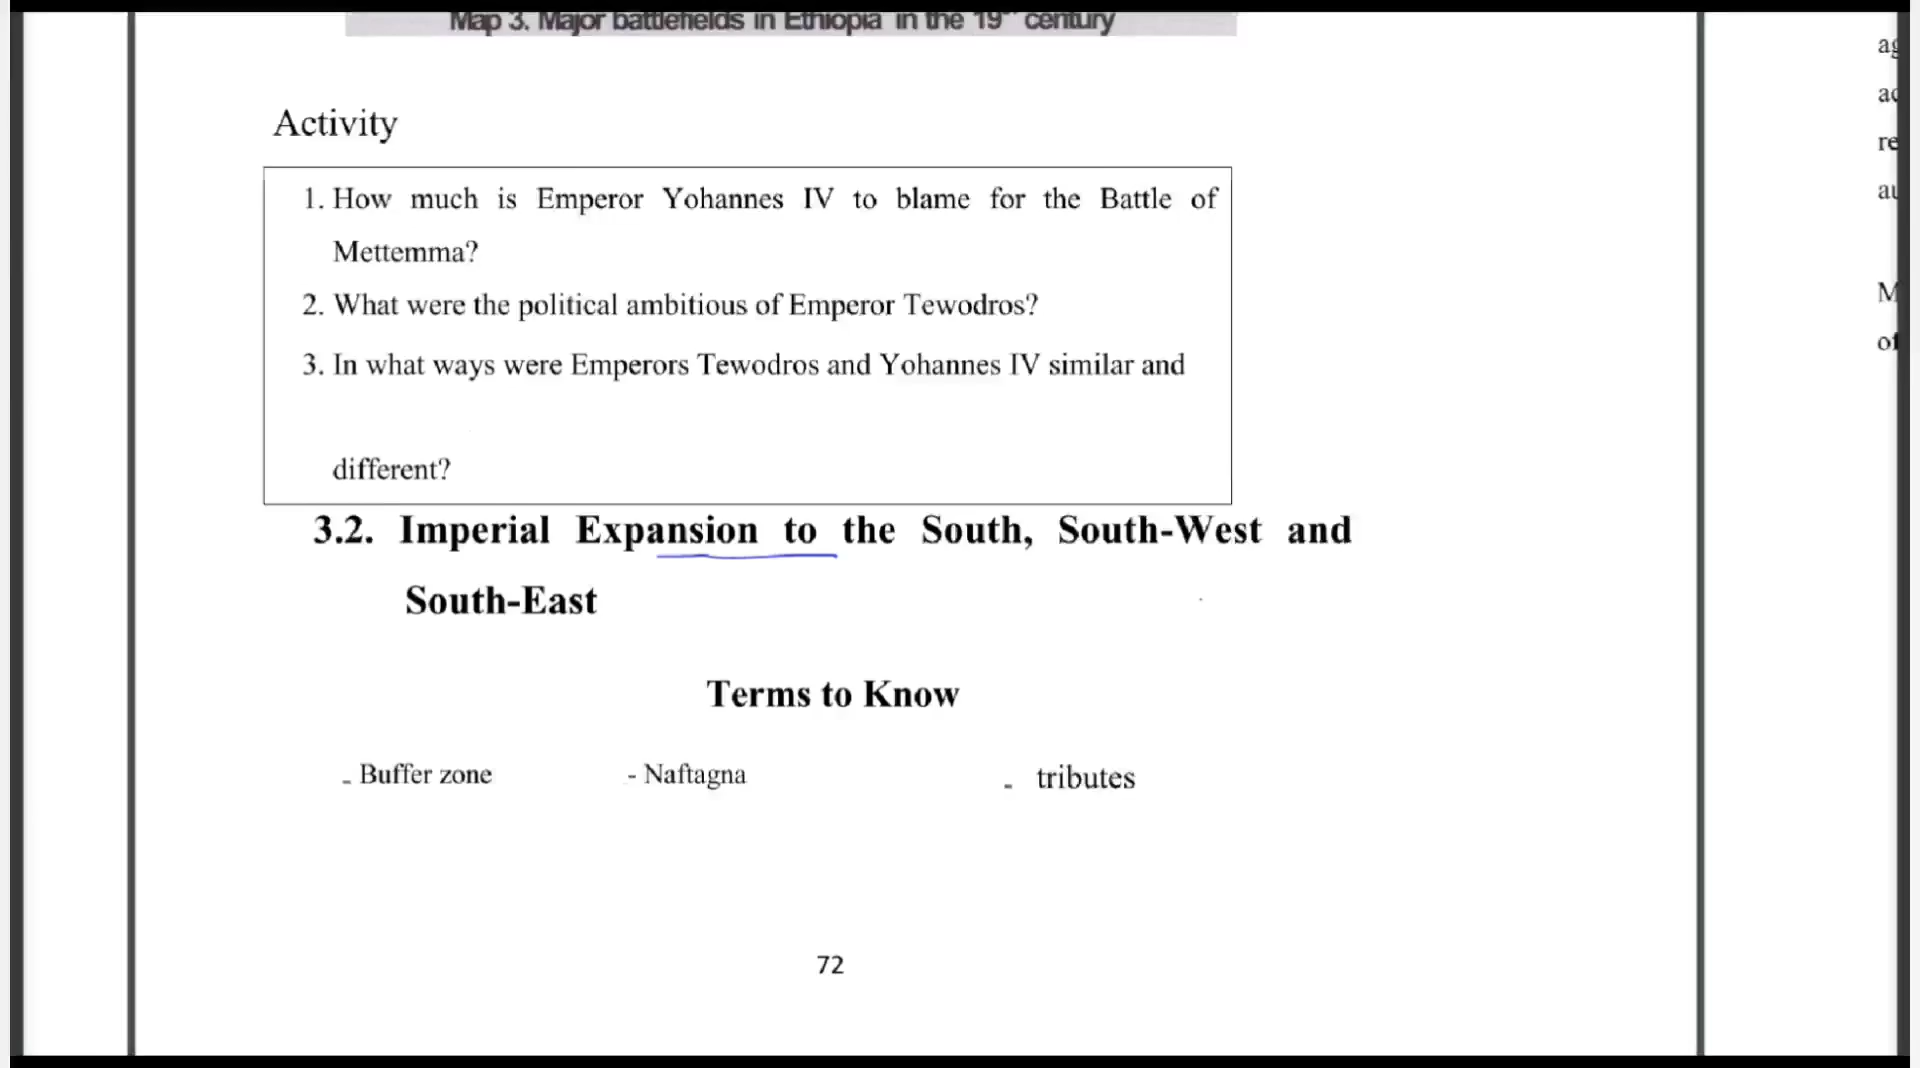 Map 3. Major battlefields in Ethiopia in the 19th century
Activity
1. How much is Emperor Yohannes IV to blame for the Battle of
Mettemma?
2. What were the political ambitious of Emperor Tewodros?
3. In what ways were Emperors Tewodros and Yohannes IV similar and
different?
3.2. Imperial Expansion to the South, South-West and
South-East
Terms to Know
- Buffer zone - Naftagna - tributes
72